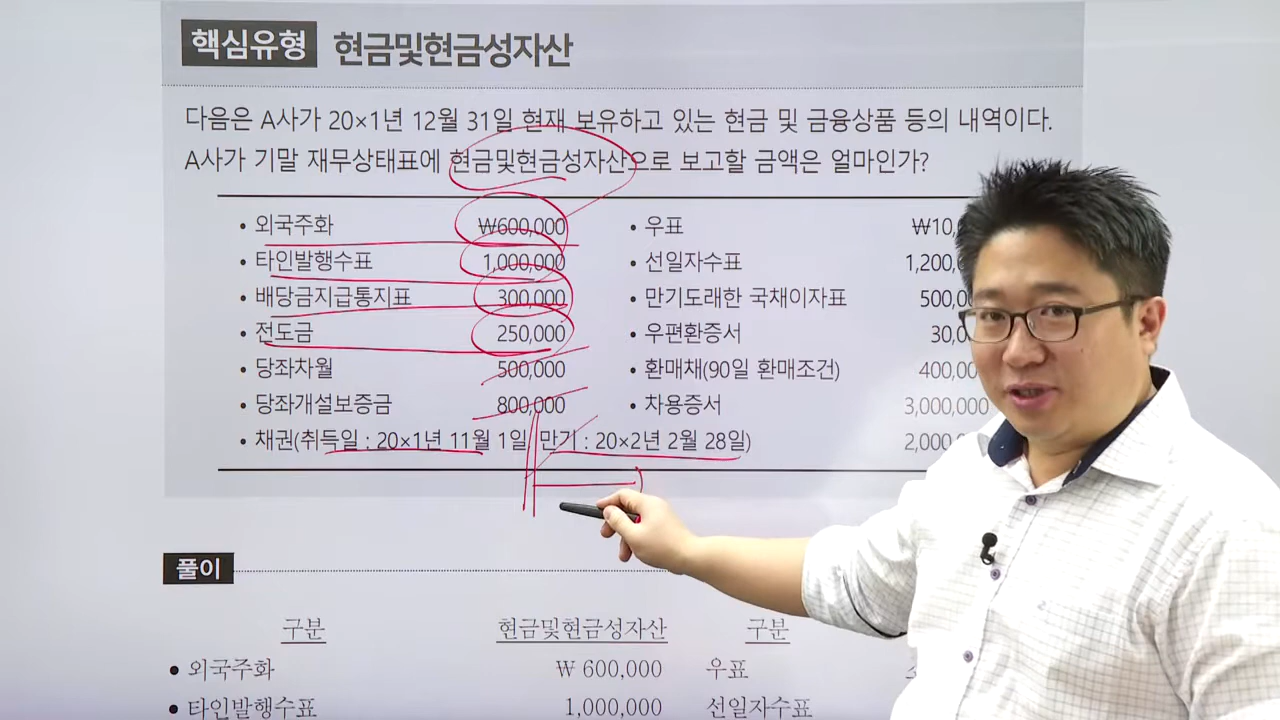 핵심유형 현금및현금성자산
다음은 A사가 20×1년 12월 31일 현재 보유하고 있는 현금 및 금융상품 등의 내역이다.
A사가 기말 재무상태표에 현금및현금성자산으로 보고할 금액은 얼마인가?
• 외국주화 ₩600,000 • 우표 ₩10,
• 타인발행수표 1,000,000 • 선일자수표 1,200,
• 배당금지급통지표 300,000 • 만기도래한 국채이자표 500,0
• 전도금 250,000 • 우편환증서 30,0
• 당좌차월 500,000 • 환매채(90일 환매조건) 400,0
• 당좌개설보증금 800,000 • 차용증서 3,000,000
• 채권(취득일 : 20×1년 11월 1일, 만기 : 20×2년 2월 28일) 2,000,
풀이
구분 현금및현금성자산 구분
• 외국주화 ₩ 600,000 우표
• 타인발행수표 1,000,000 선일자수표